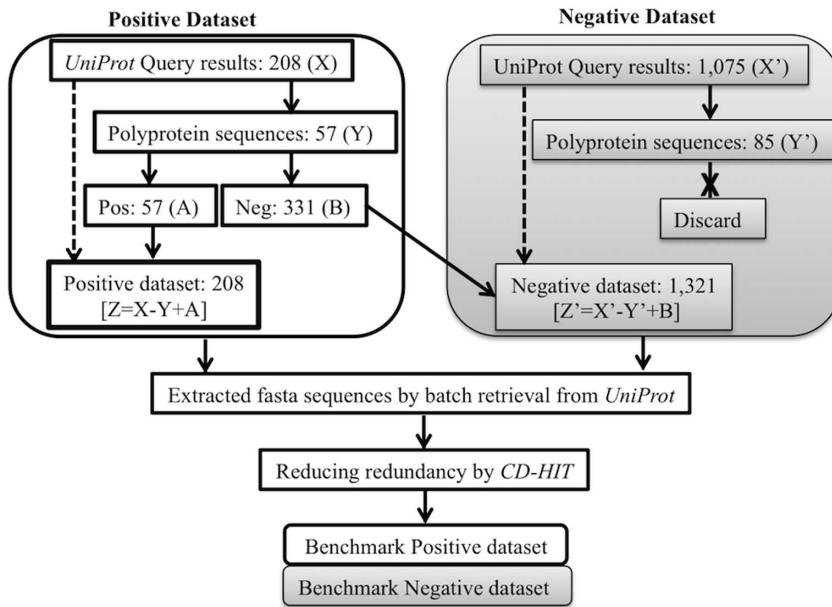 Positive Dataset
UniProt Query results: 208 (X)
Polyprotein sequences: 57 (Y)
Pos: 57 (A)
Neg: 331 (B)
Positive dataset: 208
[Z=X-Y+A]
Negative Dataset
UniProt Query results: 1,075 (X’)
Polyprotein sequences: 85 (Y’)
Discard
Negative dataset: 1,321
[Z’=X’-Y’+B]
Extracted fasta sequences by batch retrieval from UniProt
Reducing redundancy by CD-HIT
Benchmark Positive dataset
Benchmark Negative dataset